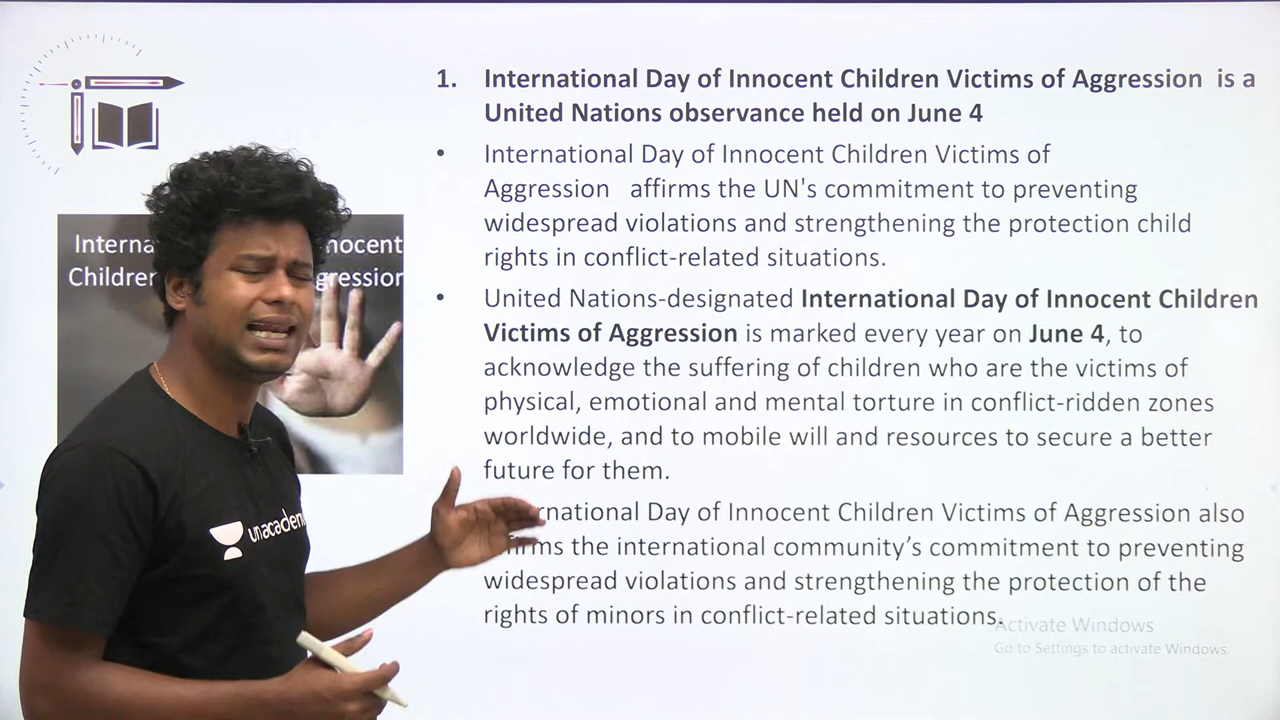 1. International Day of Innocent Children Victims of Aggression is a
United Nations observance held on June 4
• International Day of Innocent Children Victims of
Aggression affirms the UN's commitment to preventing
widespread violations and strengthening the protection child
rights in conflict-related situations.
• United Nations-designated International Day of Innocent Children
Victims of Aggression is marked every year on June 4, to
acknowledge the suffering of children who are the victims of
physical, emotional and mental torture in conflict-ridden zones
worldwide, and to mobile will and resources to secure a better
future for them.
rnational Day of Innocent Children Victims of Aggression also
firms the international community’s commitment to preventing
widespread violations and strengthening the protection of the
rights of minors in conflict-related situations.
Interna nocent
Children gression
unacadem
Activate Windows
Go to Settings to activate Windows.